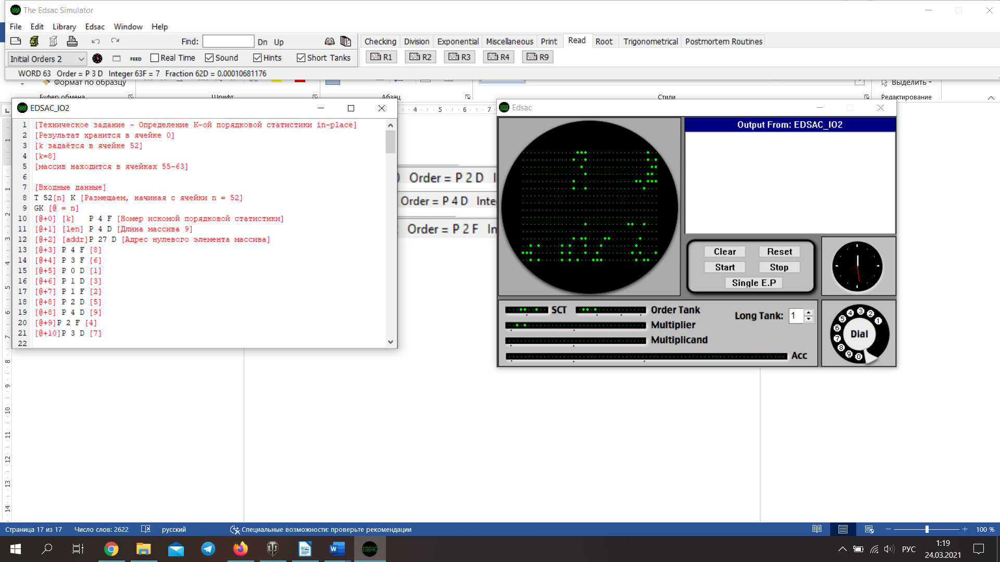 The Edsac Simulator
File Edit Library Edsac Window Help
Find: Dn Up
Checking Division Exponential Miscellaneous Print Read Root Trigonometrical Postmortem Routines
Initial Orders 2 FEED Real Time Sound Hints Short Tanks
R1 R2 R3 R4 R9
WORD 63 Order = P 3 D Integer 63F = 7 Fraction 62D = 0.00010681176
Формат по образцу
Выделить
Буфер обмена Шрифт Абзац Стили Редактирование
EDSAC_IO2
1 [Техническое задание - Определение К-ой порядковой статистики in-place]
2 [Результат хранится в ячейке 0]
3 [k задаётся в ячейке 52]
4 [k=8]
5 [массив находится в ячейках 55-63]
6
7 [Входные данные]
8 T 52[n] K [Размещаем, начиная с ячейки n = 52]
9 GK [@ = n]
10 [@+0] [k] P 4 F [Номер искомой порядковой статистики]
11 [@+1] [len] P 4 D [Длина массива 9]
12 [@+2] [addr]P 27 D [Адрес нулевого элемента массива]
13 [@+3] P 4 F [8]
14 [@+4] P 3 F [6]
15 [@+5] P 0 D [1]
16 [@+6] P 1 D [3]
17 [@+7] P 1 F [2]
18 [@+8] P 2 D [5]
19 [@+8] P 4 D [9]
20 [@+9]P 2 F [4]
21 [@+10]P 3 D [7]
22
4 5 6 7
Order = P 2 D I
Order = P 4 D Inte
Order = P 2 F In
Edsac
Output From: EDSAC_IO2
Clear Reset
Start Stop
Single E.P
SCT Order Tank
Long Tank: 1
Multiplier
Multiplicand
Acc
1 2 3 4 5 6 7 8 9 0
Dial
1 1 2 3 4 5 6 7 8 9 10 11 12 13 14
Страница 17 из 17 Число слов: 2622 русский Специальные возможности: проверьте рекомендации 100 %
РУС
1:19
24.03.2021